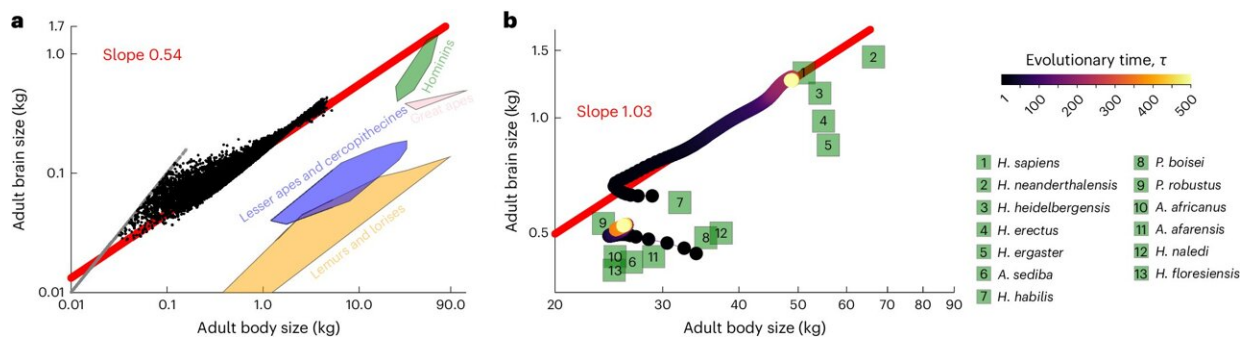 a
1.7
1.0
0.1
0.01
Adult brain size (kg)
Slope 0.54
Hominins
Great apes
Lesser apes and cercopithecines
Lemurs and lorises
0.01
0.1
1.0
10.0
90.0
Adult body size (kg)
b
1.5
1.0
0.5
Adult brain size (kg)
Slope 1.03
1
2
3
4
5
7
9
8
12
10
6
11
13
20
30
40
50
60
70
80
90
Adult body size (kg)
Evolutionary time, τ
1
100
200
300
400
500
1 H. sapiens
2 H. neanderthalensis
3 H. heidelbergensis
4 H. erectus
5 H. ergaster
6 A. sediba
7 H. habilis
8 P. boisei
9 P. robustus
10 A. africanus
11 A. afarensis
12 H. naledi
13 H. floresiensis